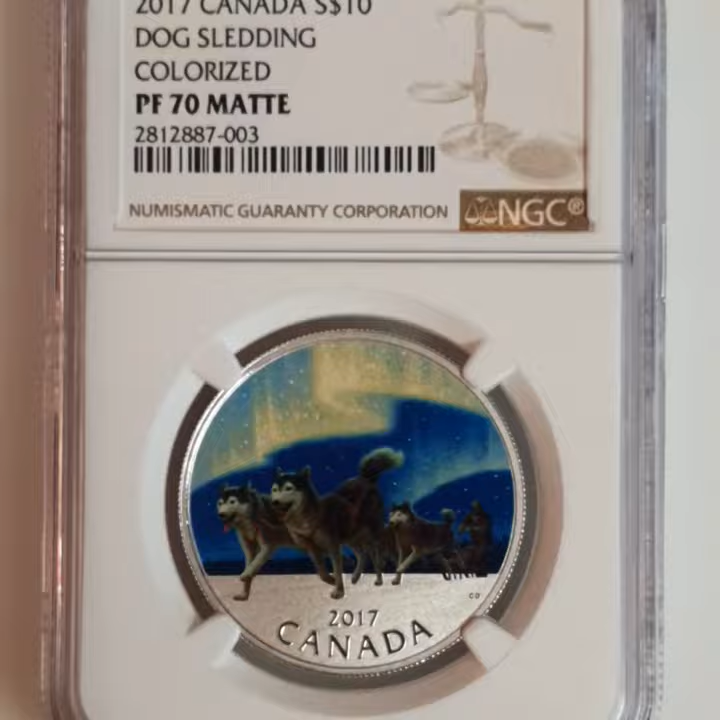 2017 CANADA S$10
DOG SLEDDING
COLORIZED
PF 70 MATTE
2812887-003
NUMISMATIC GUARANTY CORPORATION
NGC®
2017
CANADA